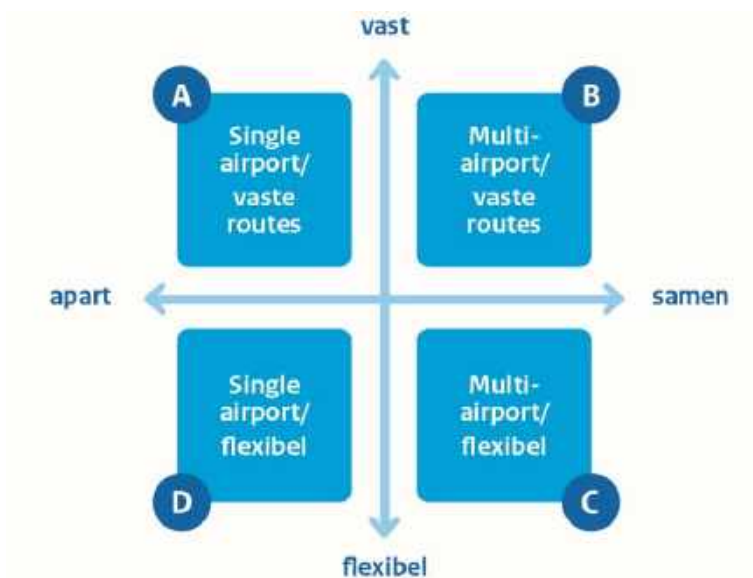 vast
A
B
Single
airport/
vaste
routes
Multi-
airport/
vaste
routes
apart
samen
Single
airport/
flexibel
Multi-
airport/
flexibel
D
C
flexibel